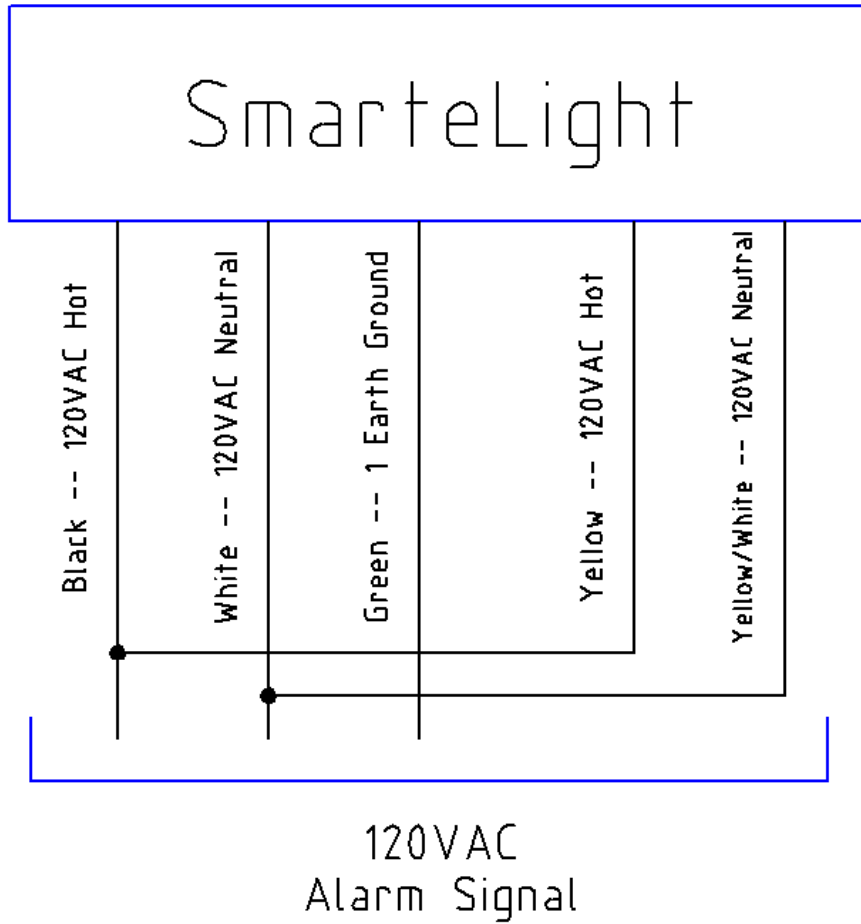 SmarteLight
Black -- 120VAC Hot
White -- 120VAC Neutral
Green -- 1 Earth Ground
Yellow -- 120VAC Hot
Yellow/White -- 120VAC Neutral
120VAC
Alarm Signal